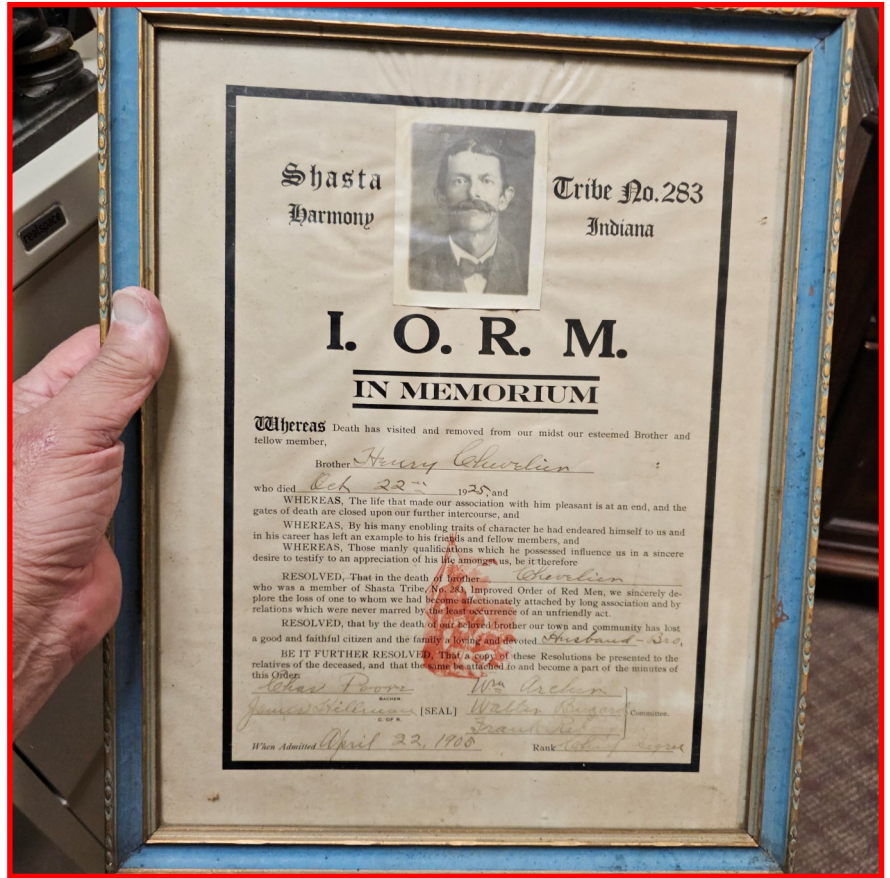 Shasta Tribe No. 283
Harmony Indiana
I. O. R. M.
IN MEMORIUM
Whereas Death has visited and removed from our midst our esteemed Brother and
fellow member,
Brother Henry Chevelier :
who died Oct 22nd 1925, and
WHEREAS, The life that made our association with him pleasant is at an end, and the
gates of death are closed upon our further intercourse, and
WHEREAS, By his many enobling traits of character he had endeared himself to us and
in his career has left an example to his friends and fellow members, and
WHEREAS, Those manly qualifications which he possessed influence us in a sincere
desire to testify to an appreciation of his life amongst us, be it therefore
RESOLVED, That in the death of brother Chevelier
who was a member of Shasta Tribe, No. 283, Improved Order of Red Men, we sincerely de-
plore the loss of one to whom we had become affectionately attached by long association and by
relations which were never marred by the least occurrence of an unfriendly act.
RESOLVED, that by the death of our beloved brother our town and community has lost
a good and faithful citizen and the family a loving and devoted Husband - Bro.
BE IT FURTHER RESOLVED, That a copy of these Resolutions be presented to the
relatives of the deceased, and that the same be attached to and become a part of the minutes of
this Order:
Chas Poore Wm Archer
SACHEM.
James Hillman [SEAL] Walter Committee.
C. OF R. Frank
When Admitted April 22, 1905 Rank Chief Degree